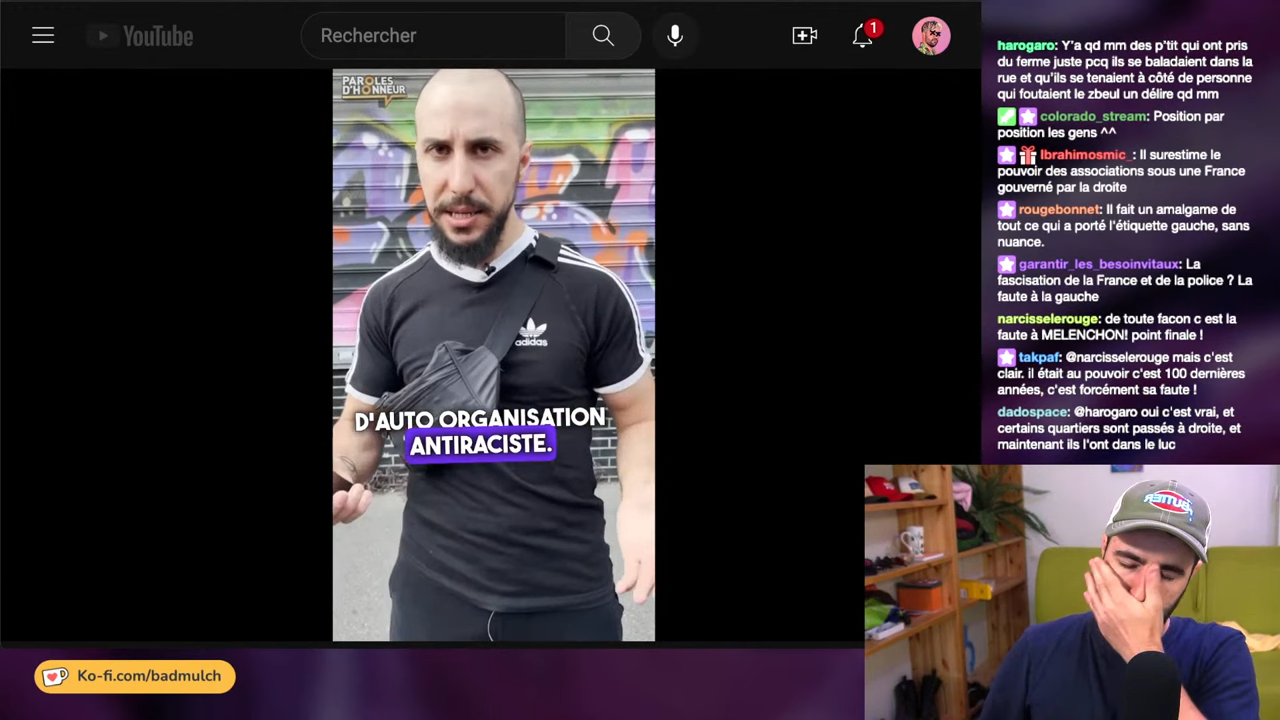 YouTube
Rechercher
1
PAROLES
D'HONNEUR
adidas
D'AUTO ORGANISATION
ANTIRACISTE.
Ko-fi.com/badmulch
harogaro: Y'a qd mm des p'tit qui ont pris
du ferme juste pcq ils se baladaient dans la
rue et qu'ils se tenaient à côté de personne
qui foutaient le zbeul un délire qd mm
colorado_stream: Position par
position les gens ^^
Ibrahimosmic_: Il surestime le
pouvoir des associations sous une France
gouverné par la droite
rougebonnet: Il fait un amalgame de
tout ce qui a porté l'étiquette gauche, sans
nuance.
garantir_les_besoinvitaux: La
fascisation de la France et de la police ? La
faute à la gauche
narcisselerouge: de toute facon c est la
faute à MELENCHON! point finale !
takpaf: @narcisselerouge mais c'est
clair. il était au pouvoir c'est 100 dernières
années, c'est forcément sa faute !
dadospace: @harogaro oui c'est vrai, et
certains quartiers sont passés à droite, et
maintenant ils l'ont dans le luc